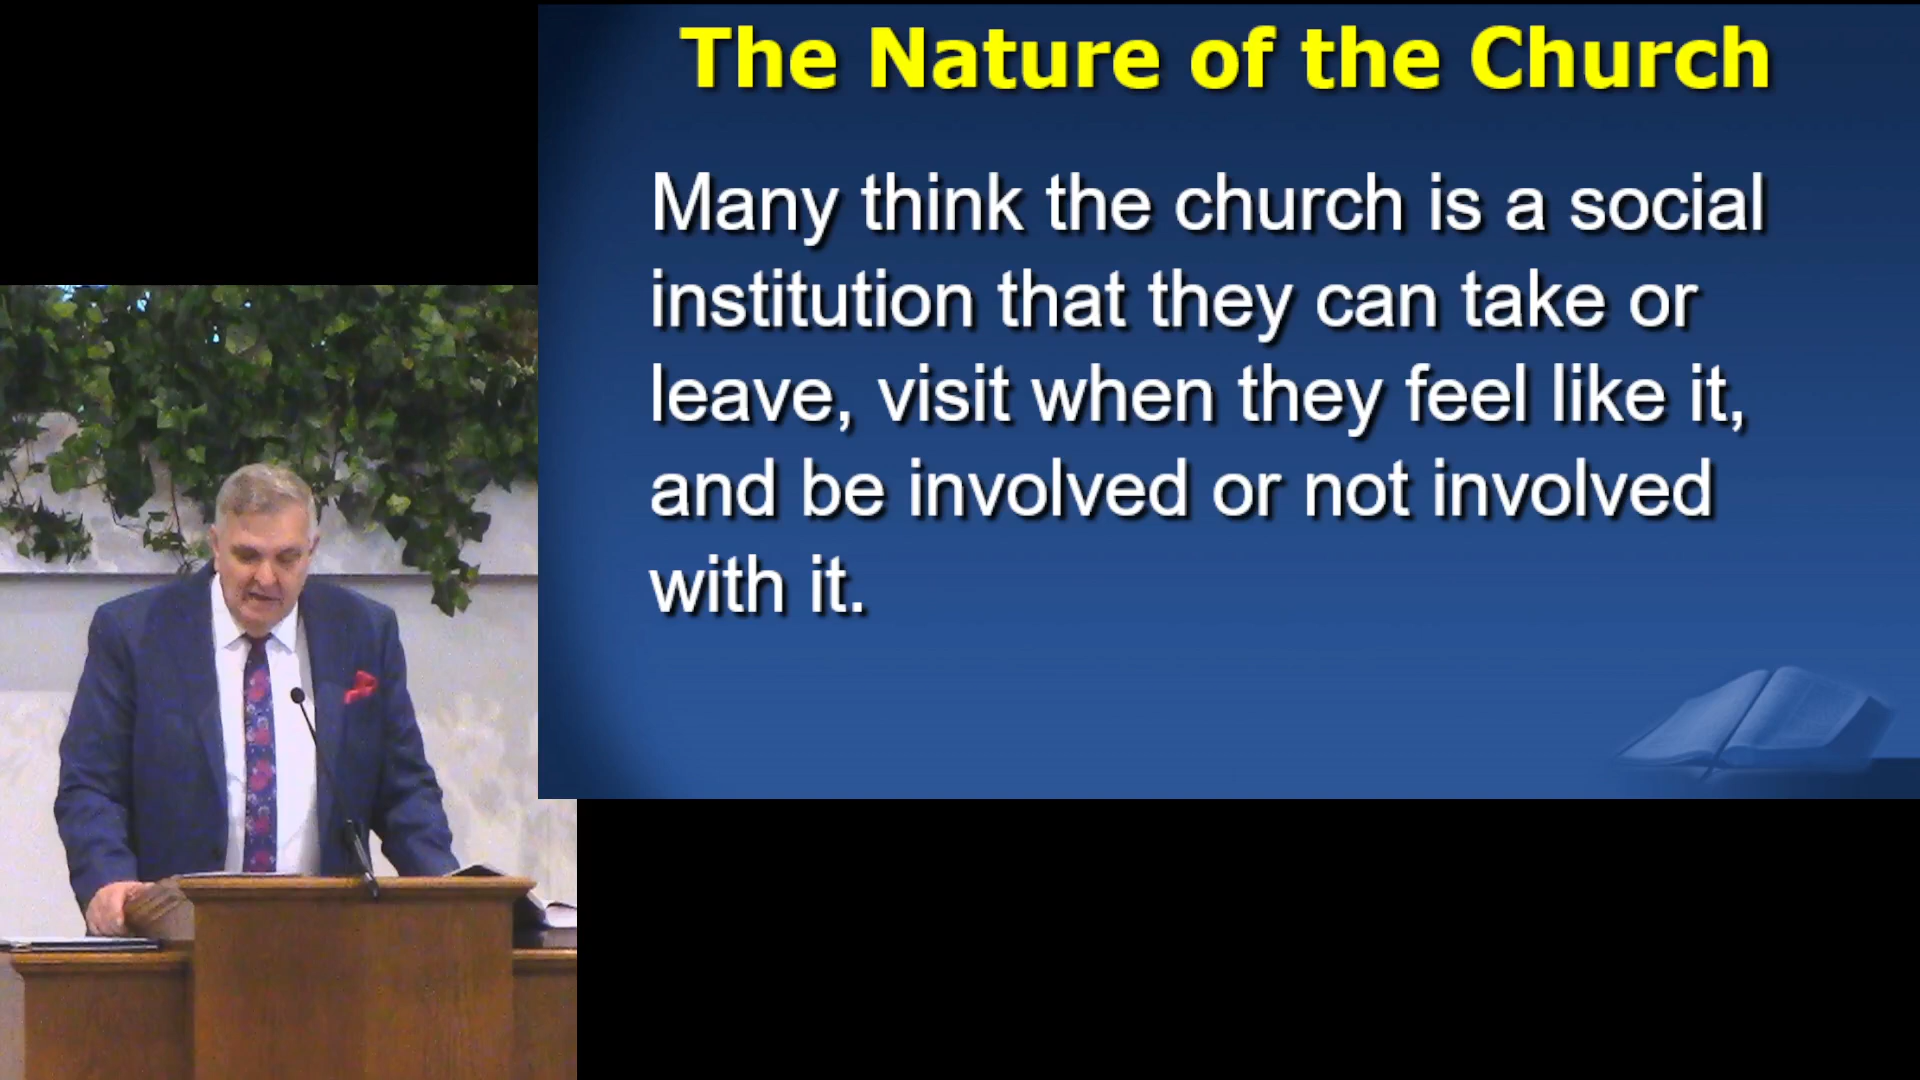 The Nature of the Church
Many think the church is a social
institution that they can take or
leave, visit when they feel like it,
and be involved or not involved
with it.